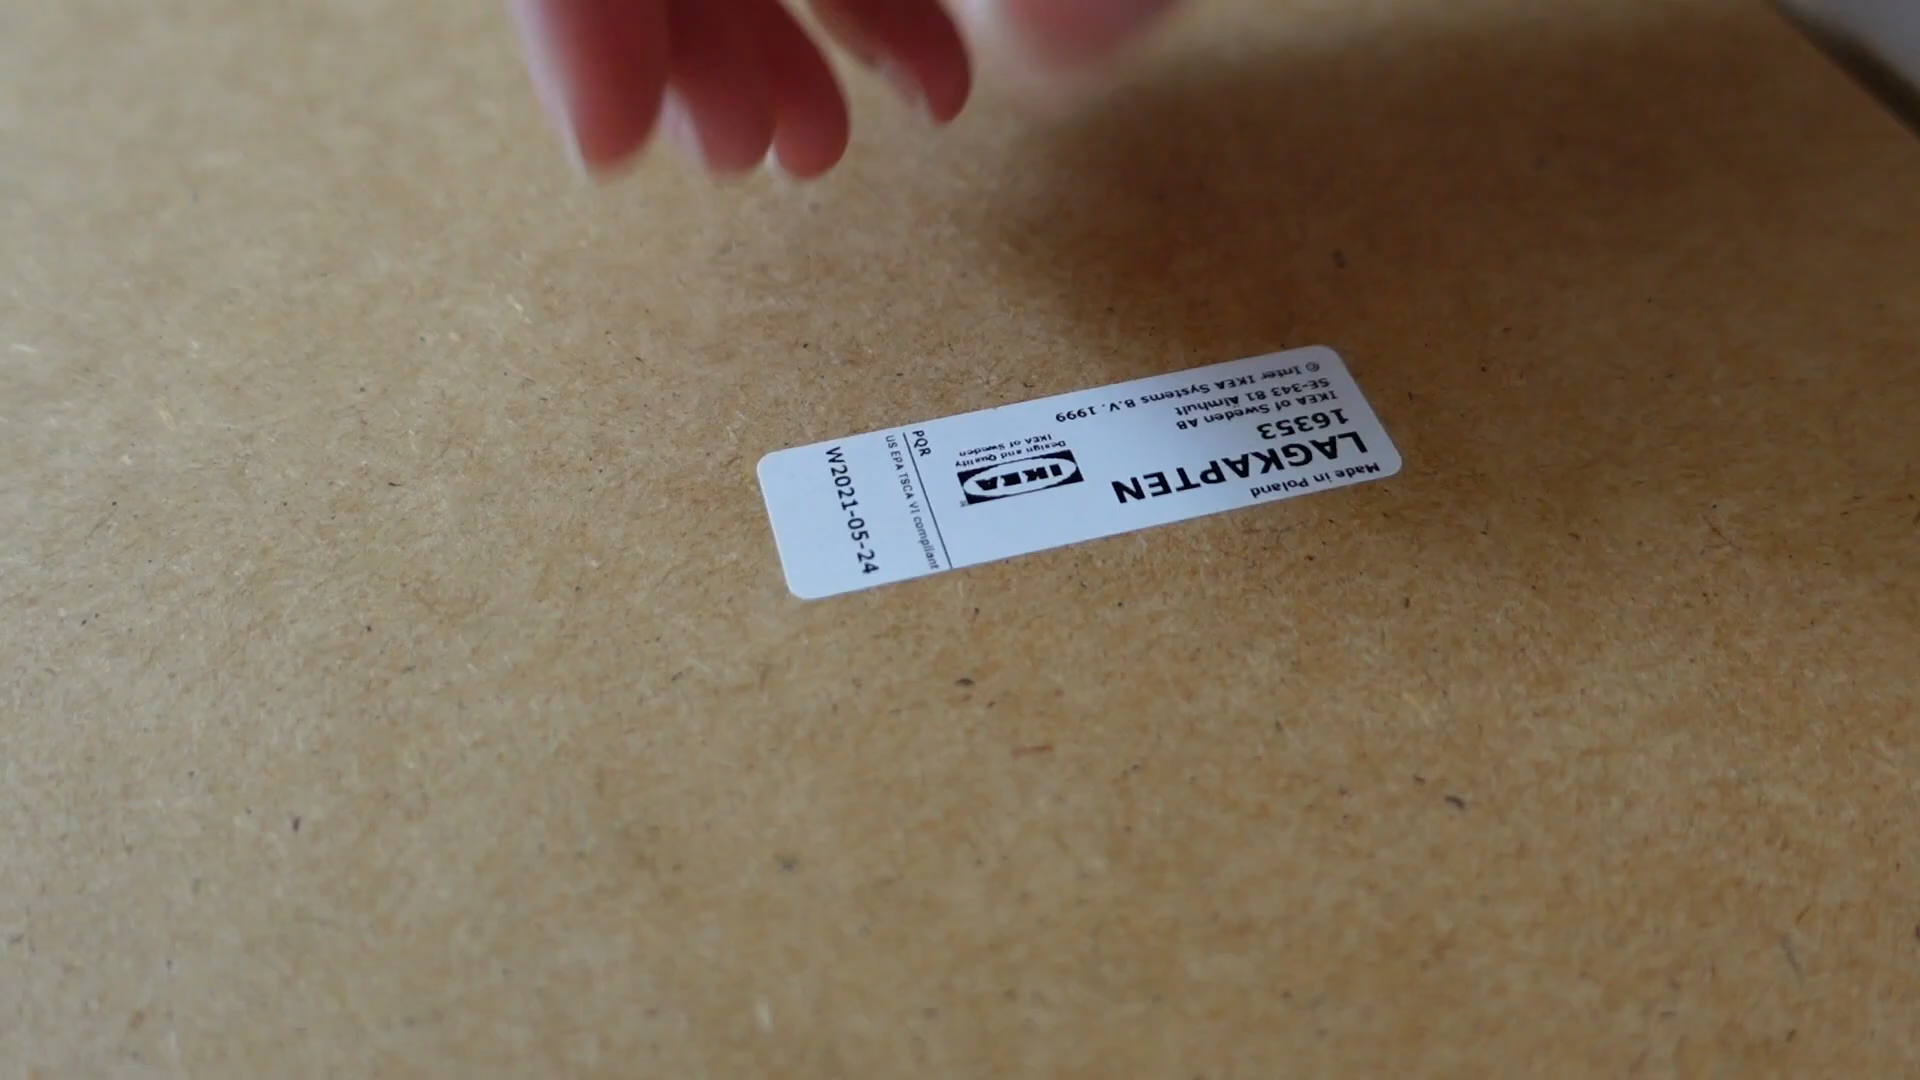 Made in Poland
LAGKAPTEN
16353
IKEA of Sweden AB
SE-343 81 Älmhult
© Inter IKEA Systems B.V. 1999
IKEA
Design and Quality
IKEA of Sweden
PQR
US EPA TSCA VI compliant
W2021-05-24